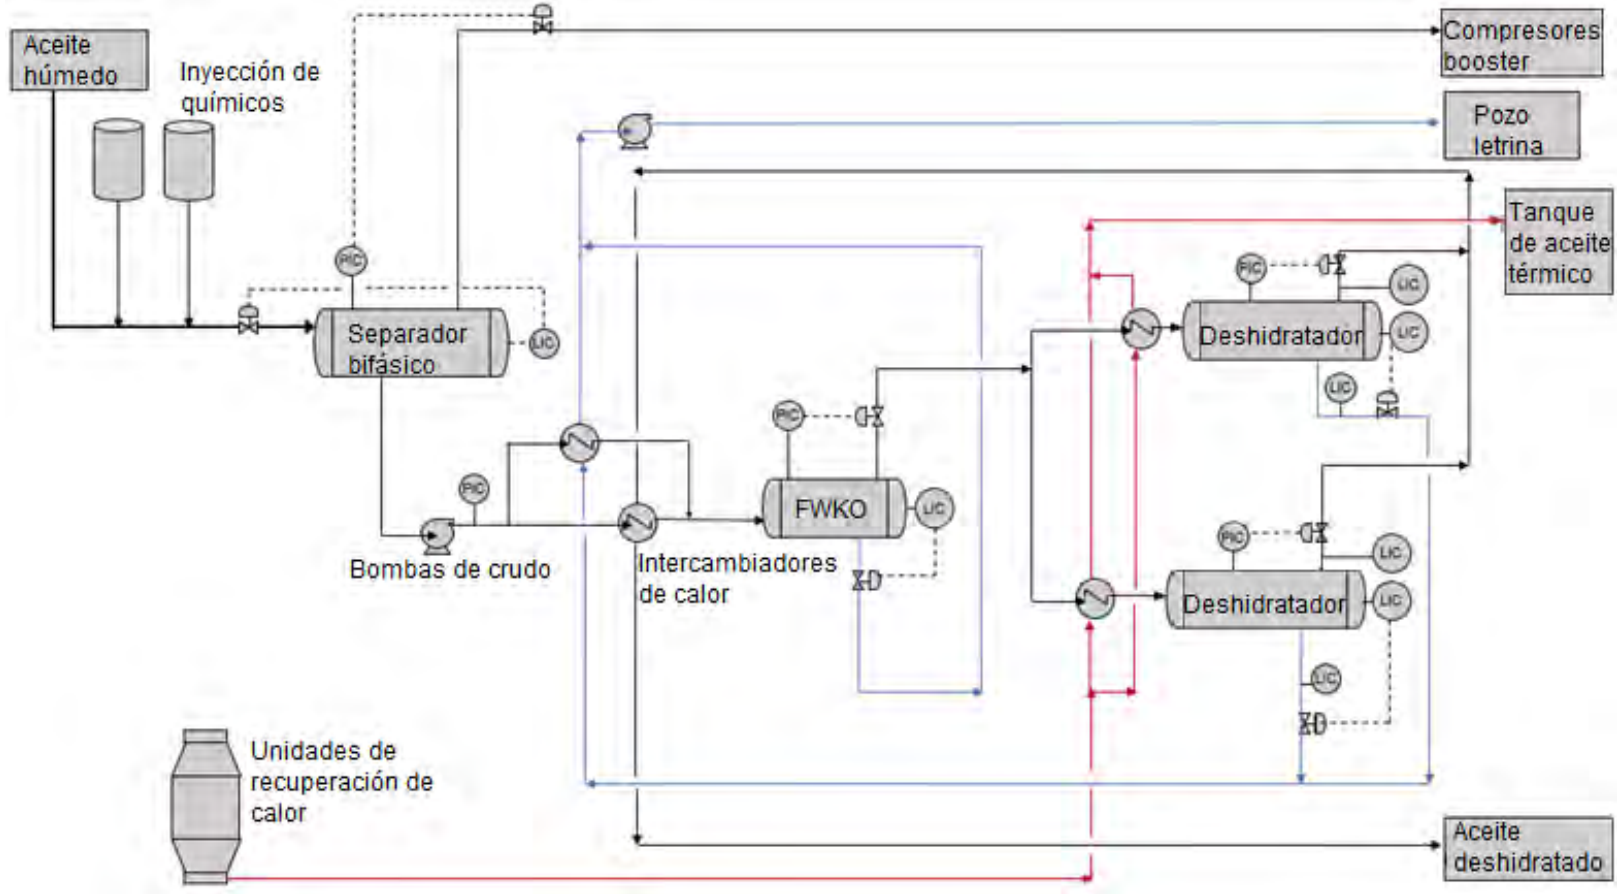 Aceite
húmedo
Inyección de
químicos
Compresores
booster
Pozo
letrina
Tanque
de aceite
térmico
PIC
PIC
LIC
Deshidratador
LIC
LIC
Separador
bifásico
LIC
PIC
LIC
PIC
FWKO
LIC
Bombas de crudo
Intercambiadores
de calor
PIC
LIC
Deshidratador
LIC
LIC
Unidades de
recuperación de
calor
Aceite
deshidratado